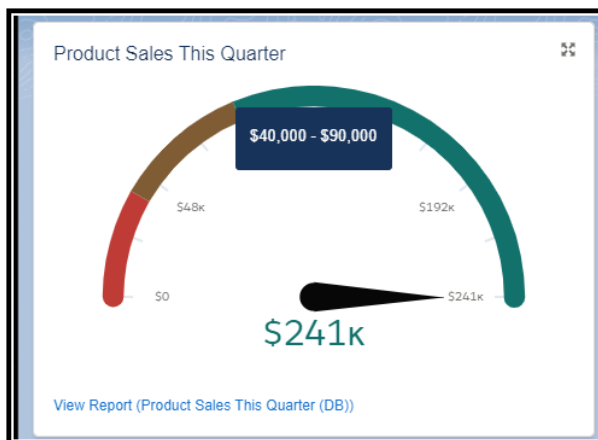 Product Sales This Quarter
$40,000 - $90,000
$48K
$192K
$0
$241K
$241K
View Report (Product Sales This Quarter (DB))